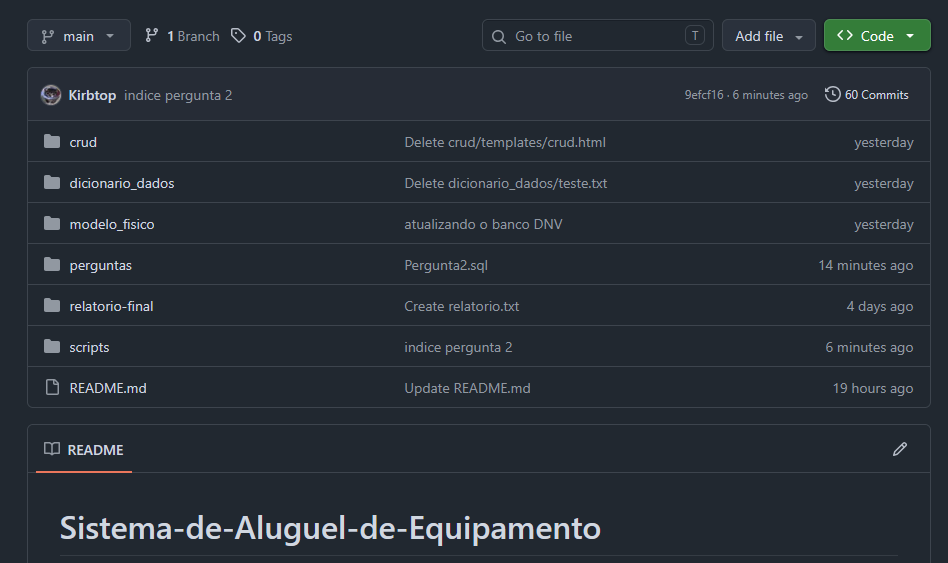 main 1 Branch 0 Tags Go to file T Add file Code
Kirbtop indice pergunta 2 9efcf16 · 6 minutes ago 60 Commits
crud Delete crud/templates/crud.html yesterday
dicionario_dados Delete dicionario_dados/teste.txt yesterday
modelo_fisico atualizando o banco DNV yesterday
perguntas Pergunta2.sql 14 minutes ago
relatorio-final Create relatorio.txt 4 days ago
scripts indice pergunta 2 6 minutes ago
README.md Update README.md 19 hours ago
README
Sistema-de-Aluguel-de-Equipamento